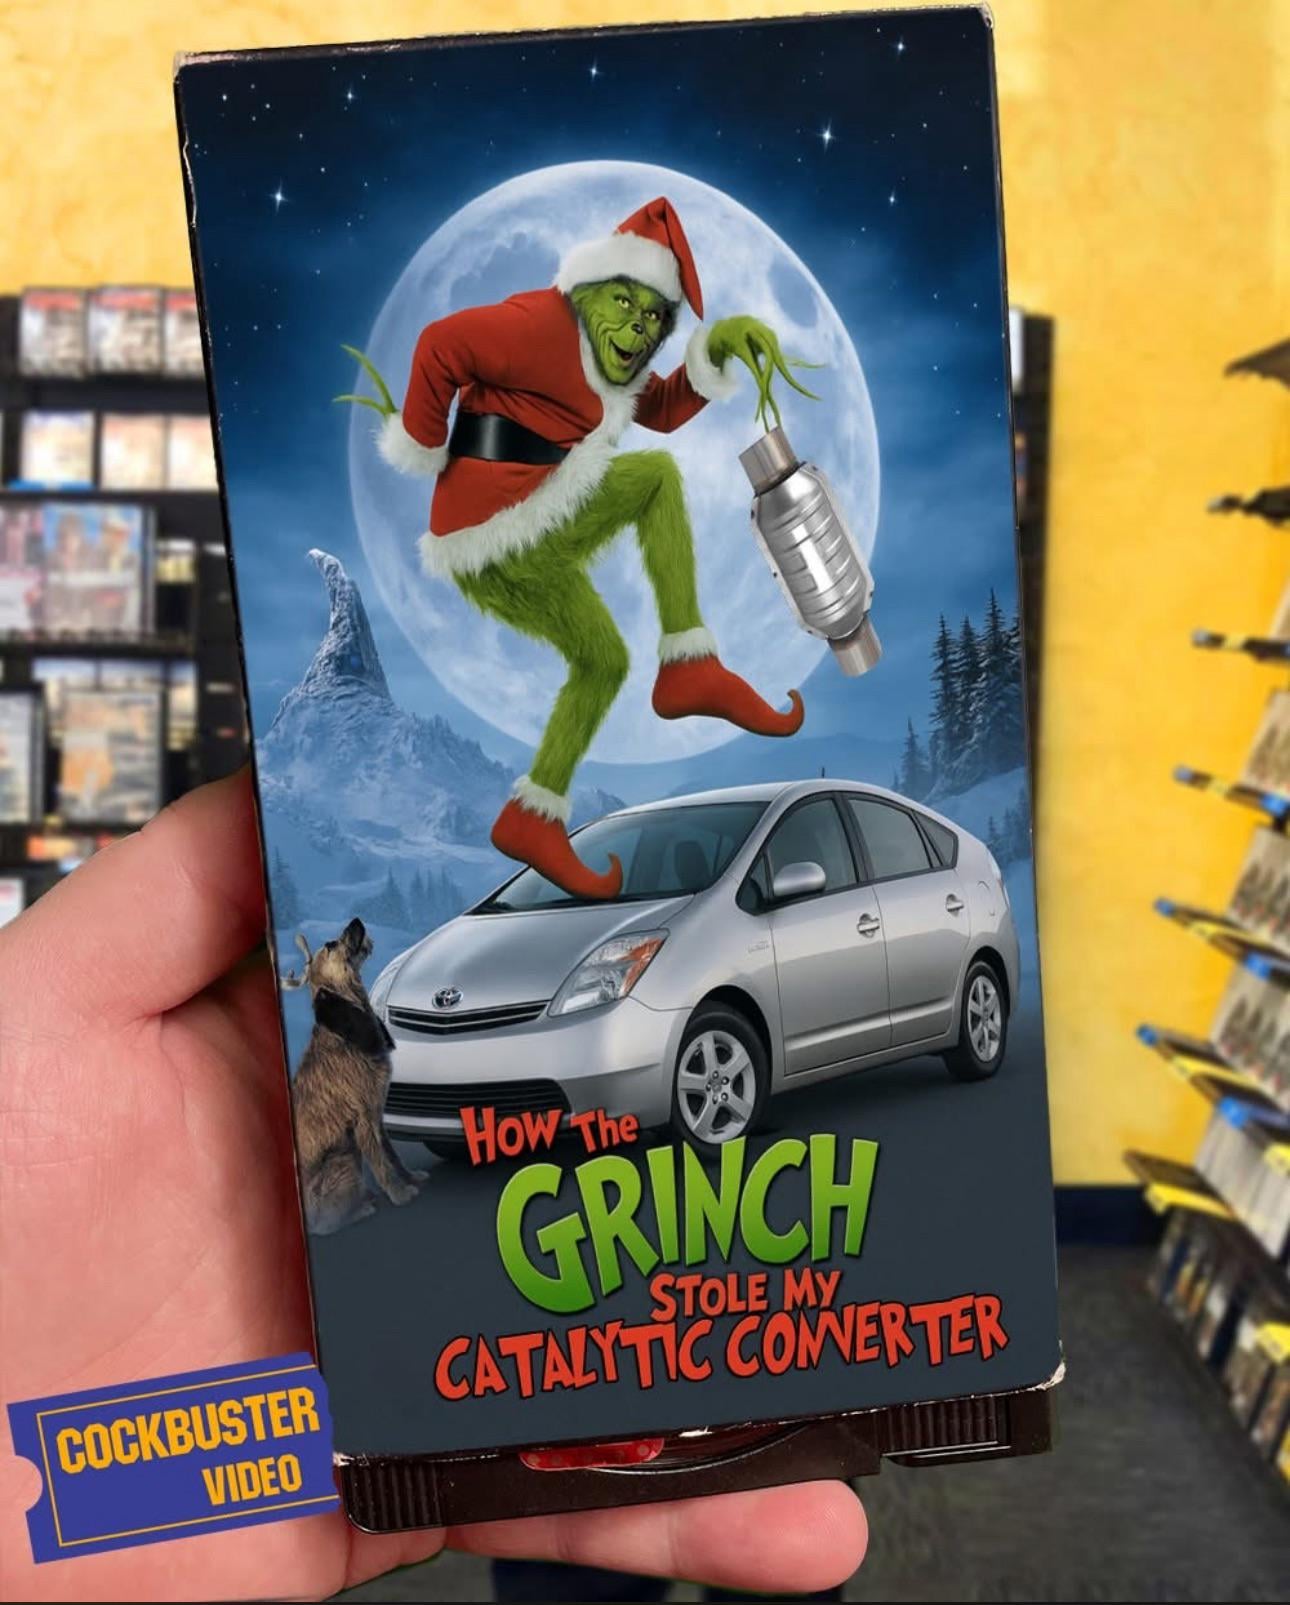 How The
GRINCH
STOLE MY
CATALYTIC CONVERTER
COCKBUSTER
VIDEO